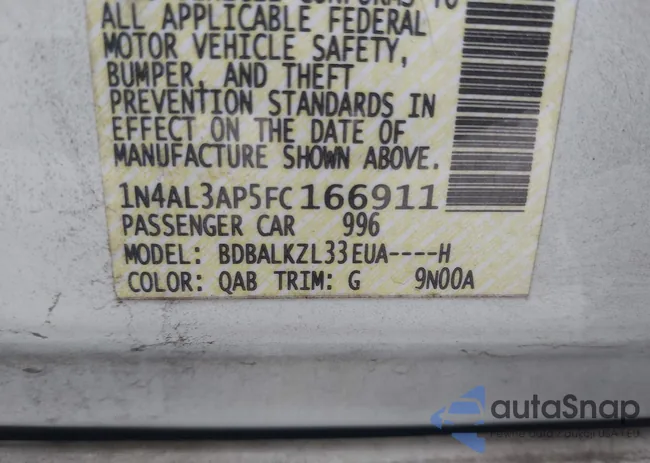 ALL APPLICABLE FEDERAL
MOTOR VEHICLE SAFETY,
BUMPER, AND THEFT
PREVENTION STANDARDS IN
EFFECT ON THE DATE OF
MANUFACTURE SHOWN ABOVE.
1N4AL3AP5FC166911
PASSENGER CAR 996
MODEL: BDBALKZL33EUA----H
COLOR: QAB TRIM: G 9N00A
autoSnap